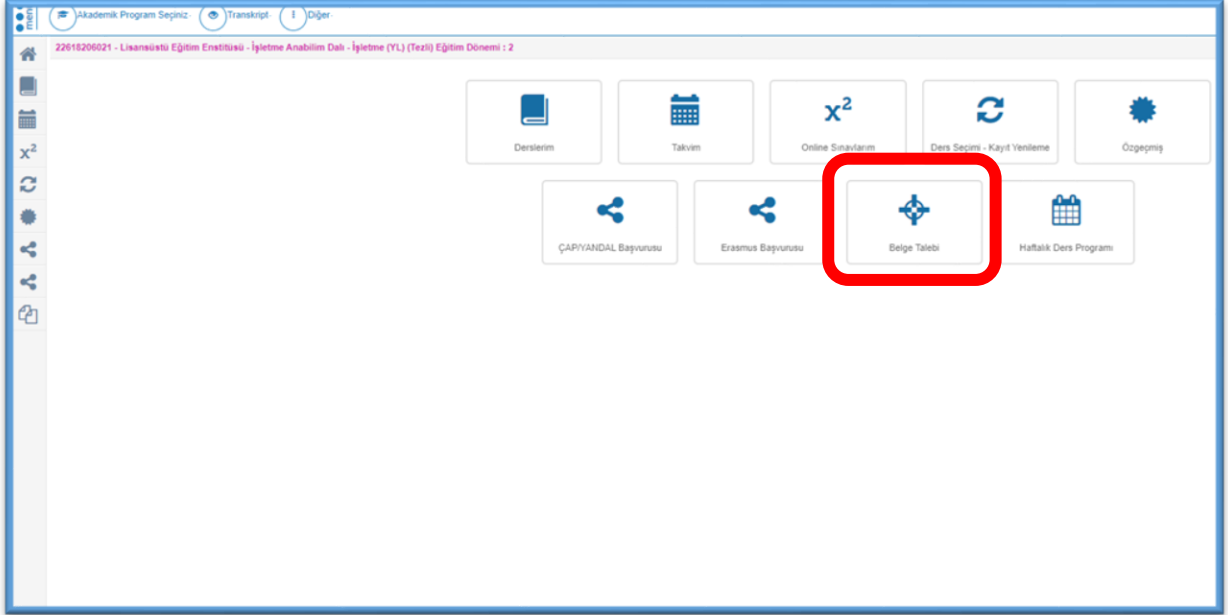 Akademik Program Seçiniz
Transkript
Diğer
22618206021 - Lisansüstü Eğitim Enstitüsü - İşletme Anabilim Dalı - İşletme (YL) (Tezli) Eğitim Dönemi : 2
Derslerim
Takvim
x²
Online Sınavlarım
Ders Seçimi - Kayıt Yenileme
Özgeçmiş
x²
ÇAP/YANDAL Başvurusu
Erasmus Başvurusu
Belge Talebi
Haftalık Ders Programı